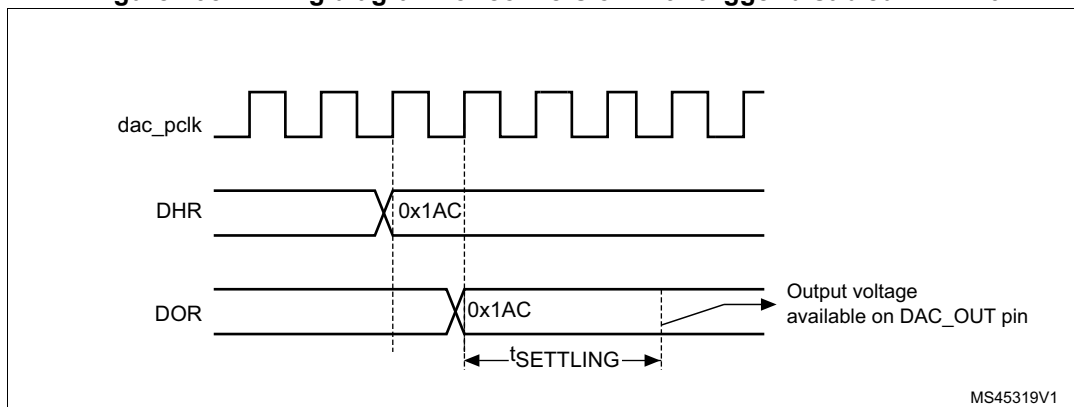 dac_pclk
DHR
0x1AC
DOR
0x1AC
Output voltage
available on DAC_OUT pin
tSETTLING
MS45319V1